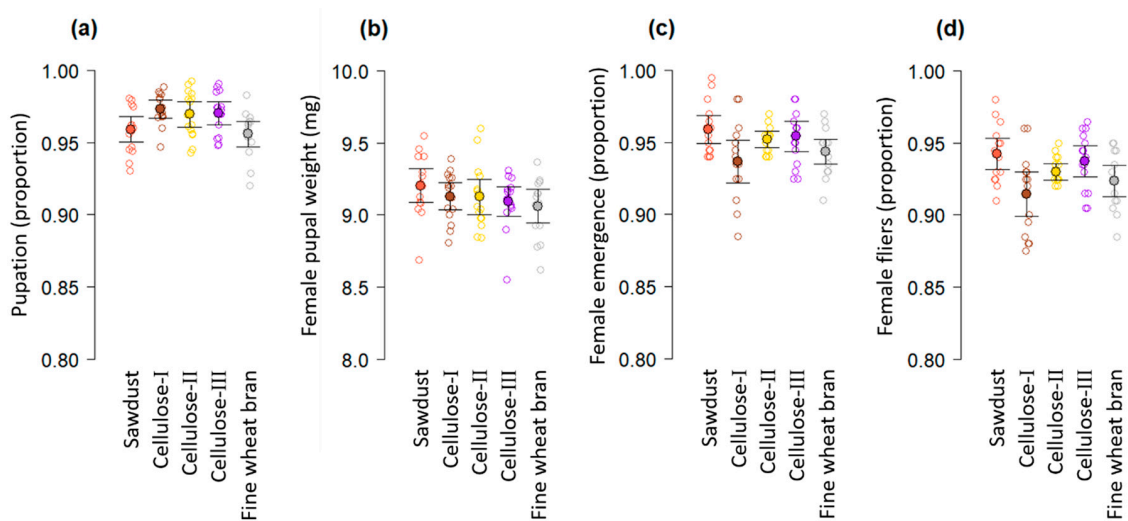 (a)
Pupation (proportion)
1.00
0.95
0.90
0.85
0.80
Sawdust
Cellulose-I
Cellulose-II
Cellulose-III
Fine wheat bran
(b)
Female pupal weight (mg)
10.0
9.5
9.0
8.5
8.0
Sawdust
Cellulose-I
Cellulose-II
Cellulose-III
Fine wheat bran
(c)
Female emergence (proportion)
1.00
0.95
0.90
0.85
0.80
Sawdust
Cellulose-I
Cellulose-II
Cellulose-III
Fine wheat bran
(d)
Female fliers (proportion)
1.00
0.95
0.90
0.85
0.80
Sawdust
Cellulose-I
Cellulose-II
Cellulose-III
Fine wheat bran